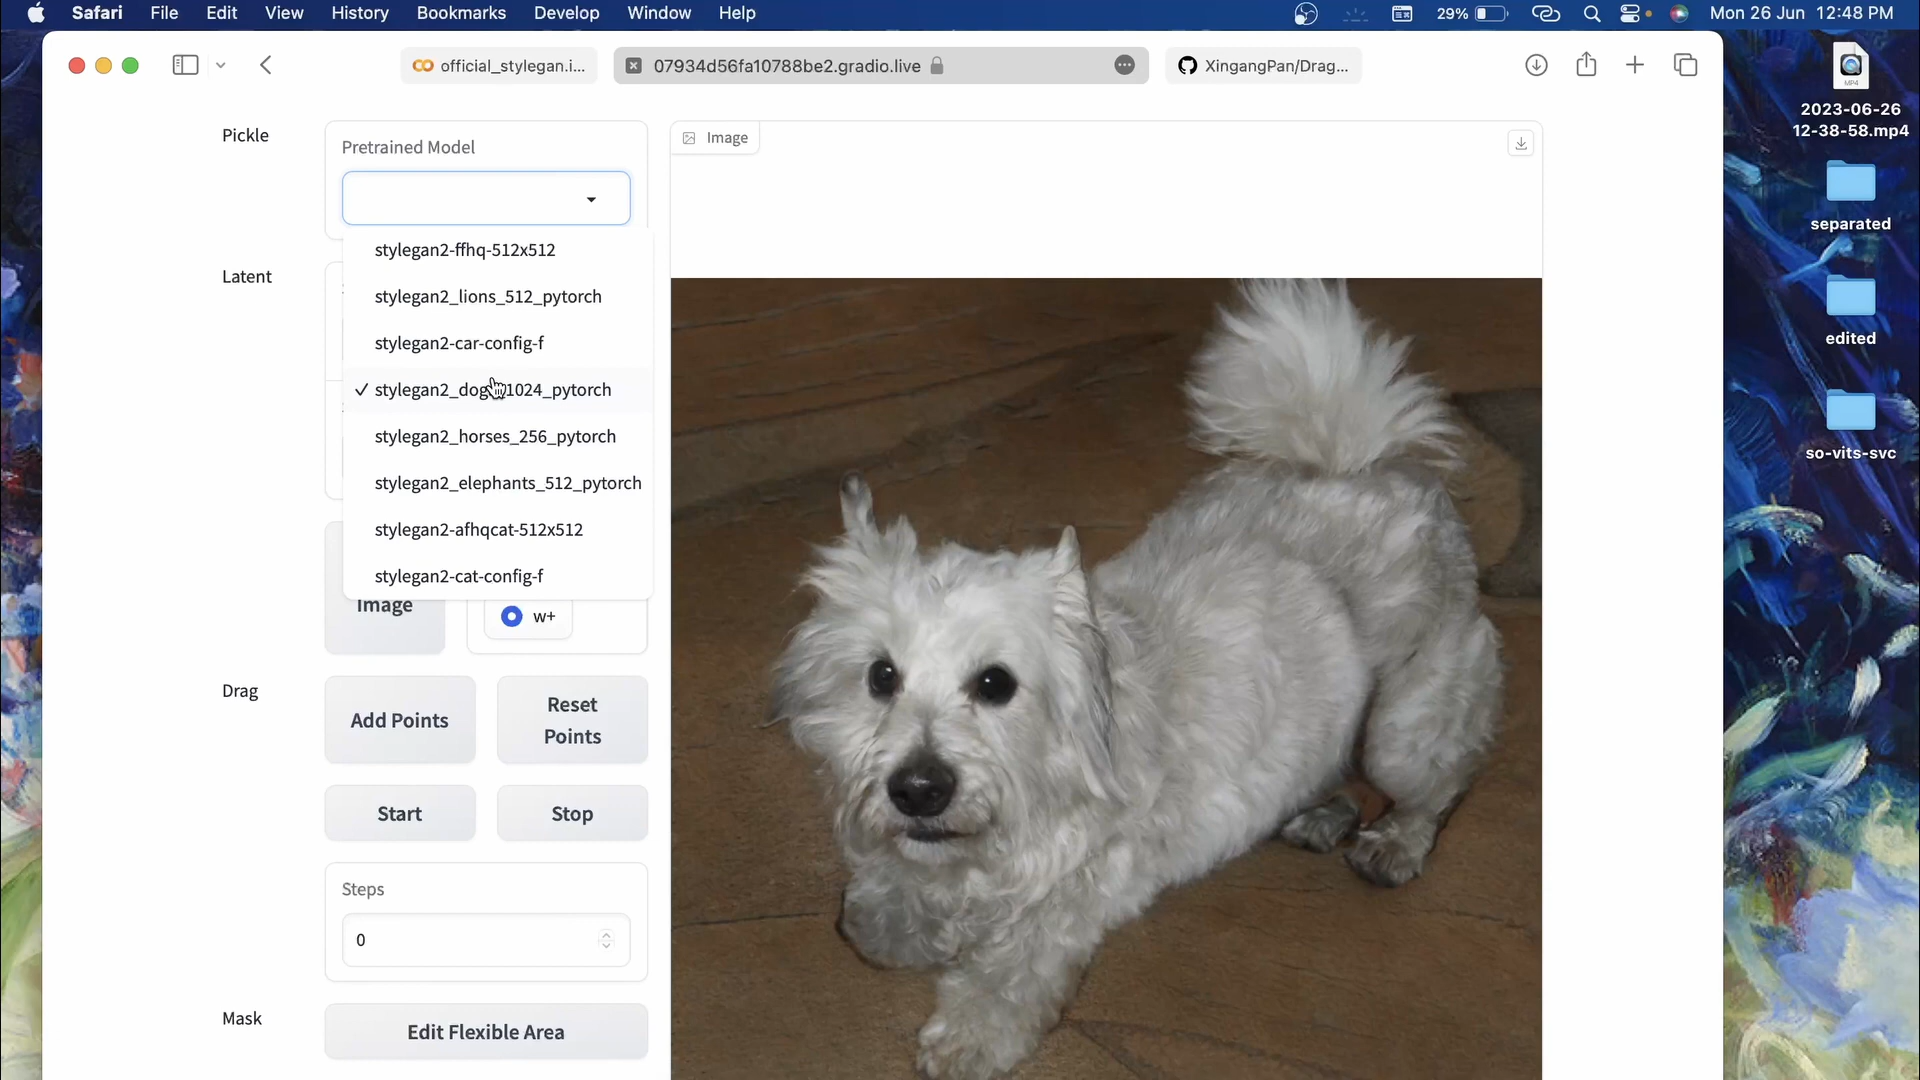 Safari File Edit View History Bookmarks Develop Window Help 29% Mon 26 Jun 12:48 PM
official_stylegan.i... 07934d56fa10788be2.gradio.live XingangPan/Drag...
MP4
2023-06-26
12-38-58.mp4
separated
edited
so-vits-svc
Pickle
Pretrained Model
stylegan2-ffhq-512x512
stylegan2_lions_512_pytorch
stylegan2-car-config-f
stylegan2_dog 1024_pytorch
stylegan2_horses_256_pytorch
stylegan2_elephants_512_pytorch
stylegan2-afhqcat-512x512
stylegan2-cat-config-f
Latent
Image
w+
Drag
Add Points
Reset
Points
Start
Stop
Steps
0
Mask
Edit Flexible Area
Image